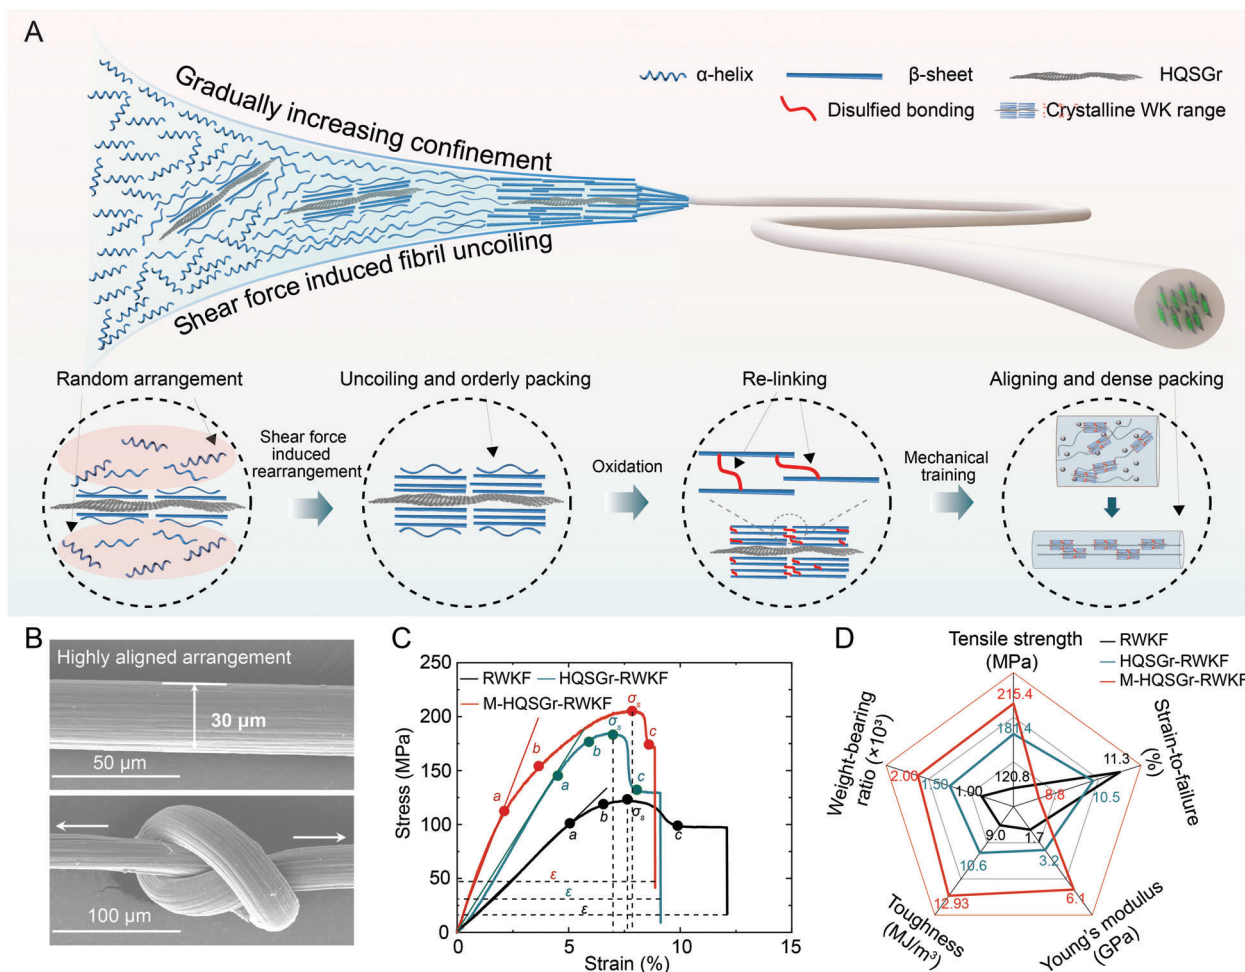 A
α-helix
β-sheet
HQSGr
Disulfied bonding
Crystalline WK range
Gradually increasing confinement
Shear force induced fibril uncoiling
Random arrangement
Uncoiling and orderly packing
Re-linking
Aligning and dense packing
Shear force
induced
rearrangement
Oxidation
Mechanical
training
B
Highly aligned arrangement
30 μm
50 μm
100 μm
C
250
200
150
100
50
0
Stress (MPa)
RWKF
HQSGr-RWKF
M-HQSGr-RWKF
σs
a
b
c
σs
a
b
c
σs
a
b
c
ε
ε
ε
0
5
10
15
Strain (%)
D
Tensile strength
(MPa)
RWKF
HQSGr-RWKF
M-HQSGr-RWKF
Weight-bearing
ratio (×10³)
Strain-to-failure
(%)
Toughness
(MJ/m³)
Young's modulus
(GPa)
215.4
181.4
120.8
11.3
10.5
8.8
2.00
1.50
1.00
9.0
10.6
12.93
1.7
3.2
6.1